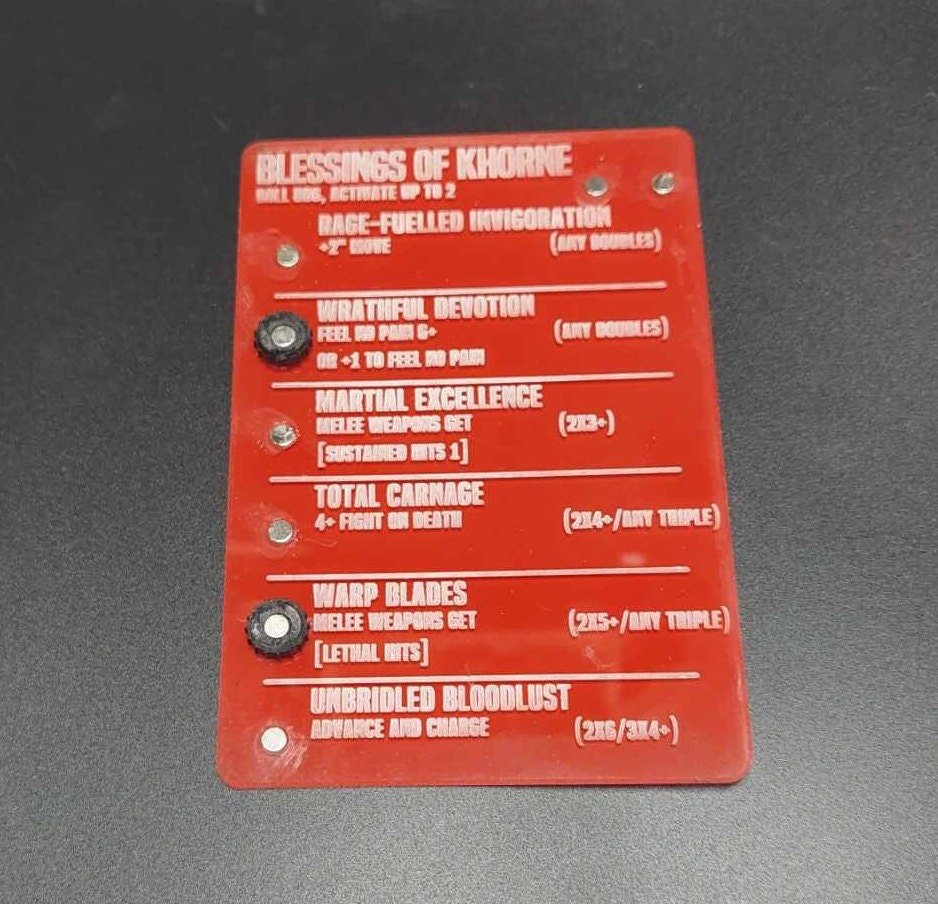 BLESSINGS OF KHORNE
ROLL 8D6, ACTIVATE UP TO 2
RAGE-FUELLED INVIGORATION
+2" MOVE (ANY DOUBLES)
WRATHFUL DEVOTION
FEEL NO PAIN 6+ (ANY DOUBLES)
OR +1 TO FEEL NO PAIN
MARTIAL EXCELLENCE
MELEE WEAPONS GET (2X3+)
[SUSTAINED HITS 1]
TOTAL CARNAGE
4+ FIGHT ON DEATH (2X4+/ANY TRIPLE)
WARP BLADES
MELEE WEAPONS GET (2X5+/ANY TRIPLE)
[LETHAL HITS]
UNBRIDLED BLOODLUST
ADVANCE AND CHARGE (2X6/3X4+)